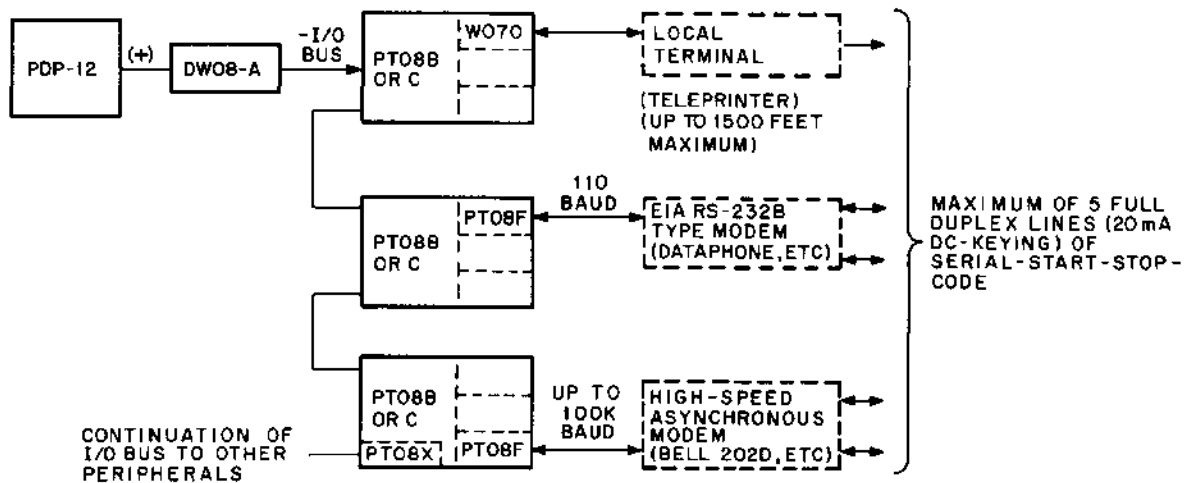 PDP-12
(+)
DW08-A
-I/O
BUS
PT08B
OR C
W070
LOCAL
TERMINAL
(TELEPRINTER)
(UP TO 1500 FEET
MAXIMUM)
PT08B
OR C
PT08F
110
BAUD
EIA RS-232B
TYPE MODEM
(DATAPHONE,ETC)
MAXIMUM OF 5 FULL
DUPLEX LINES (20mA
DC-KEYING) OF
SERIAL-START-STOP-
CODE
PT08B
OR C
PT08X
PT08F
UP TO
100K
BAUD
HIGH-SPEED
ASYNCHRONOUS
MODEM
(BELL 202D, ETC)
CONTINUATION OF
I/O BUS TO OTHER
PERIPHERALS